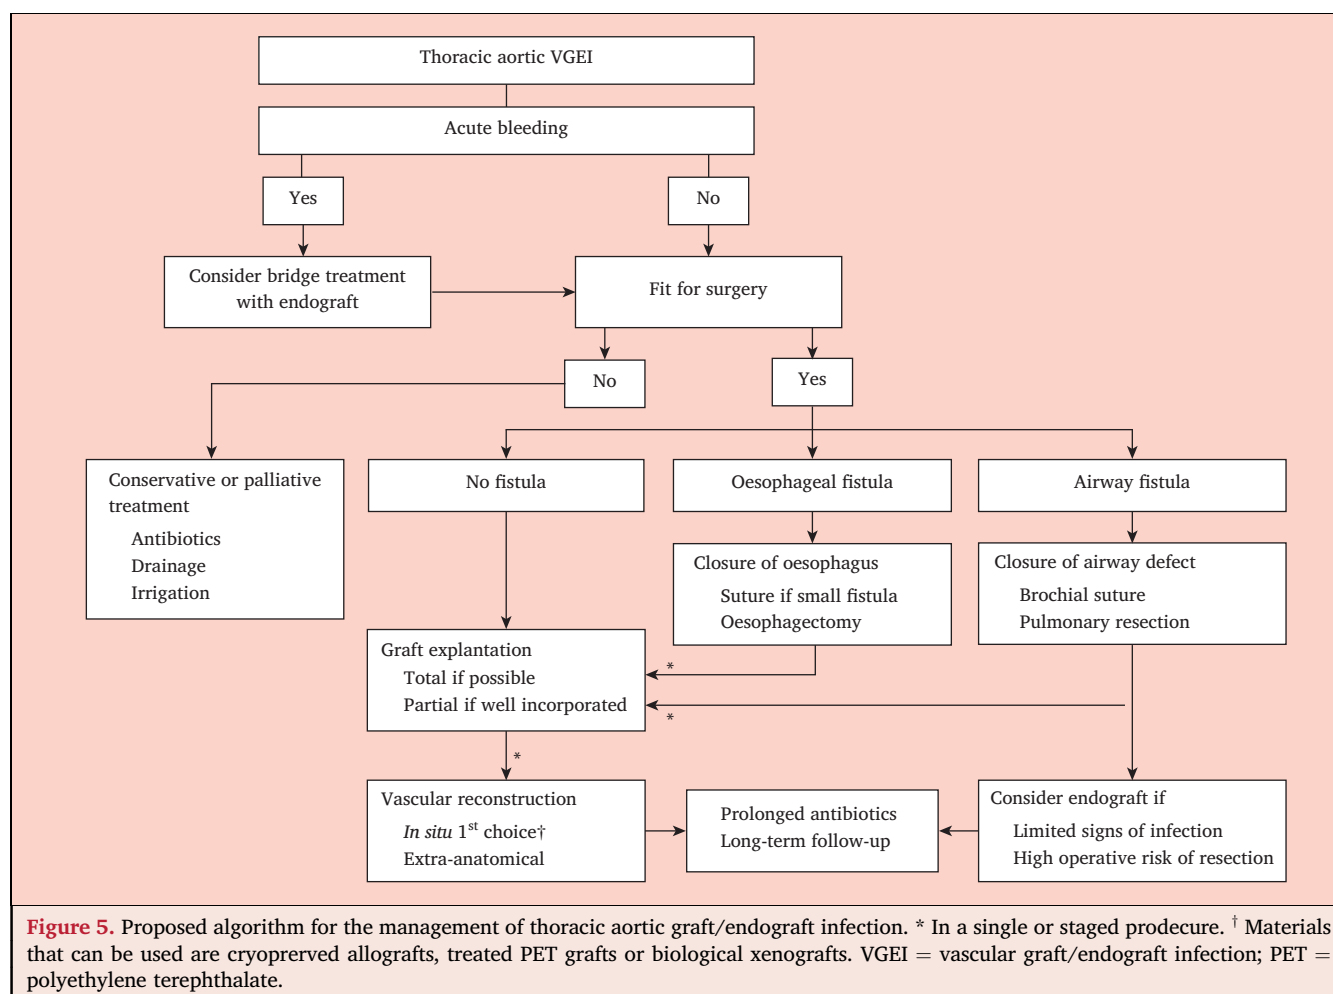 Thoracic aortic VGEI
Acute bleeding
Yes
No
Consider bridge treatment
with endograft
Fit for surgery
No
Yes
Conservative or palliative
treatment
Antibiotics
Drainage
Irrigation
No fistula
Oesophageal fistula
Airway fistula
Closure of oesophagus
Suture if small fistula
Oesophagectomy
Closure of airway defect
Brochial suture
Pulmonary resection
Graft explantation
Total if possible
Partial if well incorporated
*
*
*
Vascular reconstruction
In situ 1st choice†
Extra-anatomical
Prolonged antibiotics
Long-term follow-up
Consider endograft if
Limited signs of infection
High operative risk of resection
Figure 5. Proposed algorithm for the management of thoracic aortic graft/endograft infection. * In a single or staged prodecure. † Materials
that can be used are cryoprerved allografts, treated PET grafts or biological xenografts. VGEI = vascular graft/endograft infection; PET =
polyethylene terephthalate.